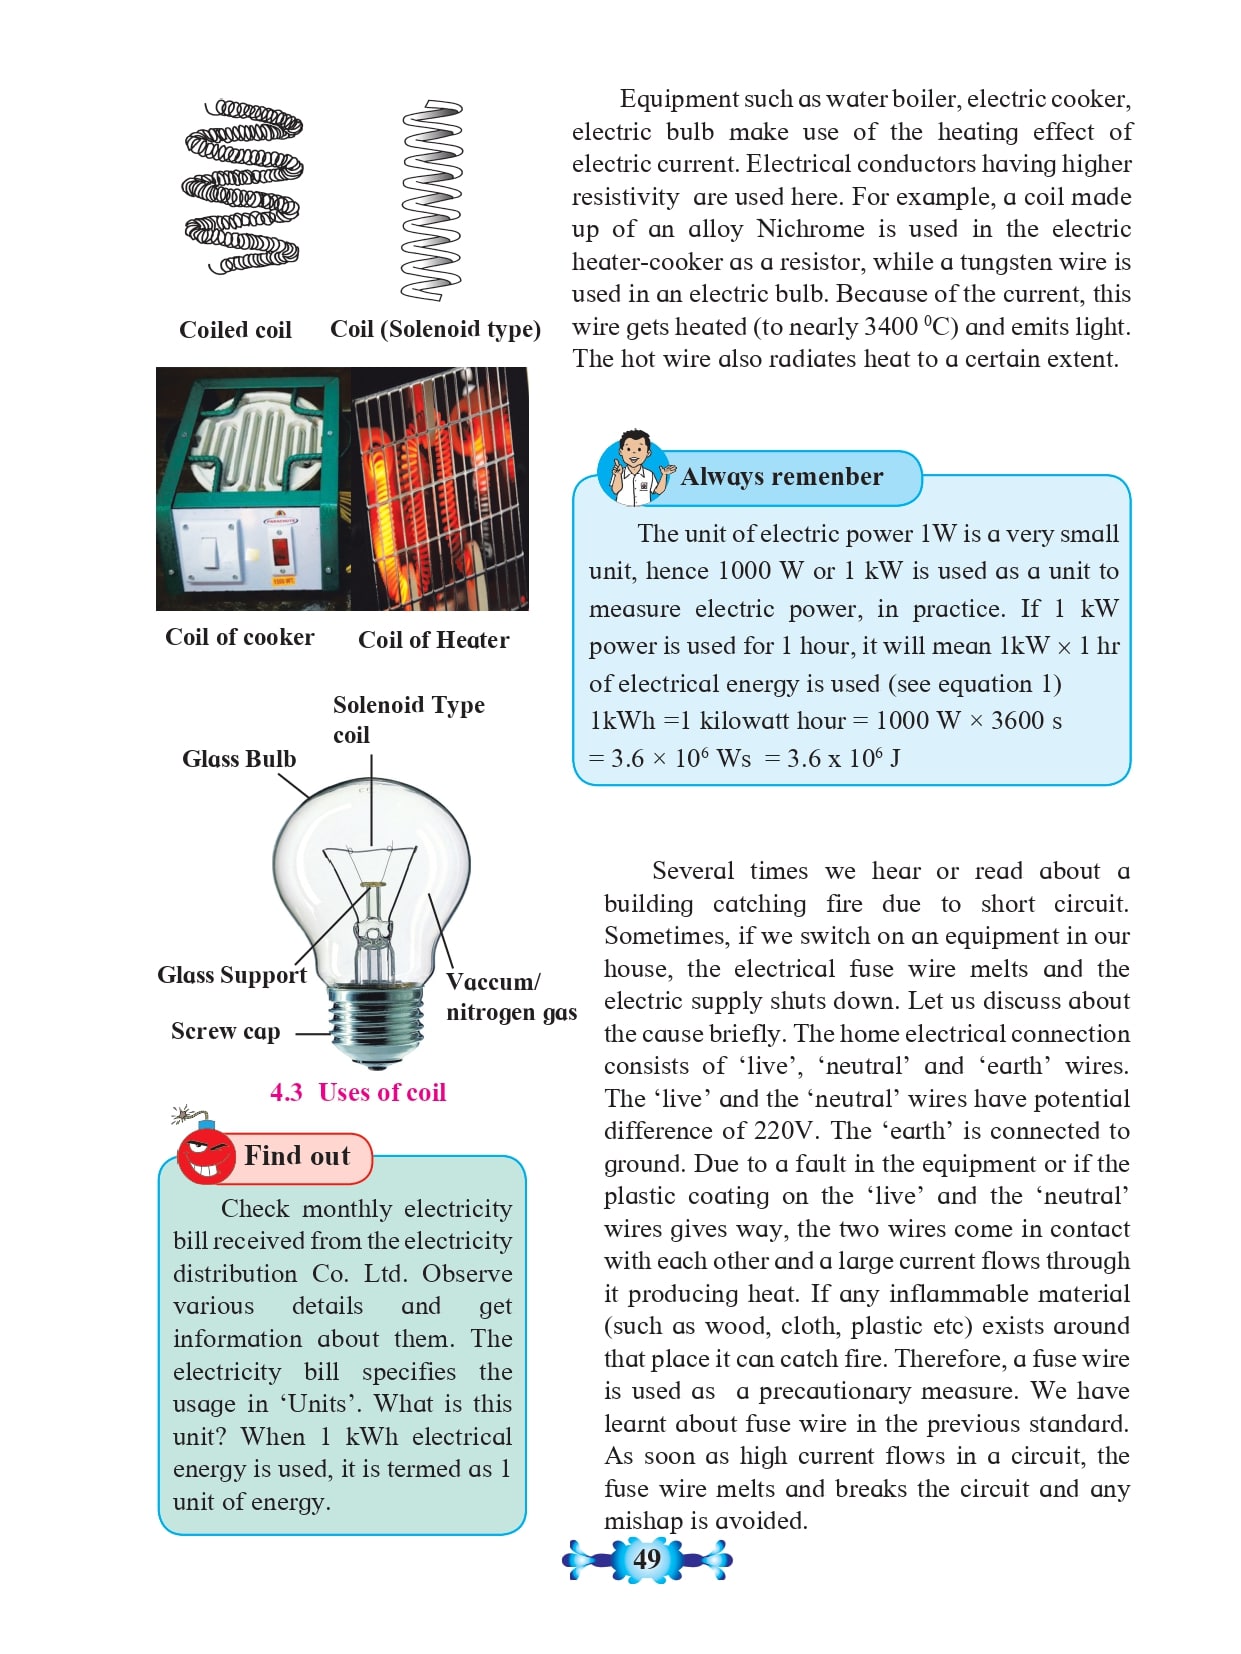 Coiled coil
Coil (Solenoid type)
PARACHUTE
Coil of cooker
Coil of Heater
Solenoid Type
coil
Glass Bulb
Glass Support
Vaccum/
nitrogen gas
Screw cap
4.3 Uses of coil
Find out
Check monthly electricity
bill received from the electricity
distribution Co. Ltd. Observe
various details and get
information about them. The
electricity bill specifies the
usage in ‘Units’. What is this
unit? When 1 kWh electrical
energy is used, it is termed as 1
unit of energy.
Equipment such as water boiler, electric cooker,
electric bulb make use of the heating effect of
electric current. Electrical conductors having higher
resistivity are used here. For example, a coil made
up of an alloy Nichrome is used in the electric
heater-cooker as a resistor, while a tungsten wire is
used in an electric bulb. Because of the current, this
wire gets heated (to nearly 3400 ⁰C) and emits light.
The hot wire also radiates heat to a certain extent.
Always remenber
The unit of electric power 1W is a very small
unit, hence 1000 W or 1 kW is used as a unit to
measure electric power, in practice. If 1 kW
power is used for 1 hour, it will mean 1kW × 1 hr
of electrical energy is used (see equation 1)
1kWh =1 kilowatt hour = 1000 W × 3600 s
= 3.6 × 10⁶ Ws = 3.6 x 10⁶ J
Several times we hear or read about a
building catching fire due to short circuit.
Sometimes, if we switch on an equipment in our
house, the electrical fuse wire melts and the
electric supply shuts down. Let us discuss about
the cause briefly. The home electrical connection
consists of ‘live’, ‘neutral’ and ‘earth’ wires.
The ‘live’ and the ‘neutral’ wires have potential
difference of 220V. The ‘earth’ is connected to
ground. Due to a fault in the equipment or if the
plastic coating on the ‘live’ and the ‘neutral’
wires gives way, the two wires come in contact
with each other and a large current flows through
it producing heat. If any inflammable material
(such as wood, cloth, plastic etc) exists around
that place it can catch fire. Therefore, a fuse wire
is used as a precautionary measure. We have
learnt about fuse wire in the previous standard.
As soon as high current flows in a circuit, the
fuse wire melts and breaks the circuit and any
mishap is avoided.
49